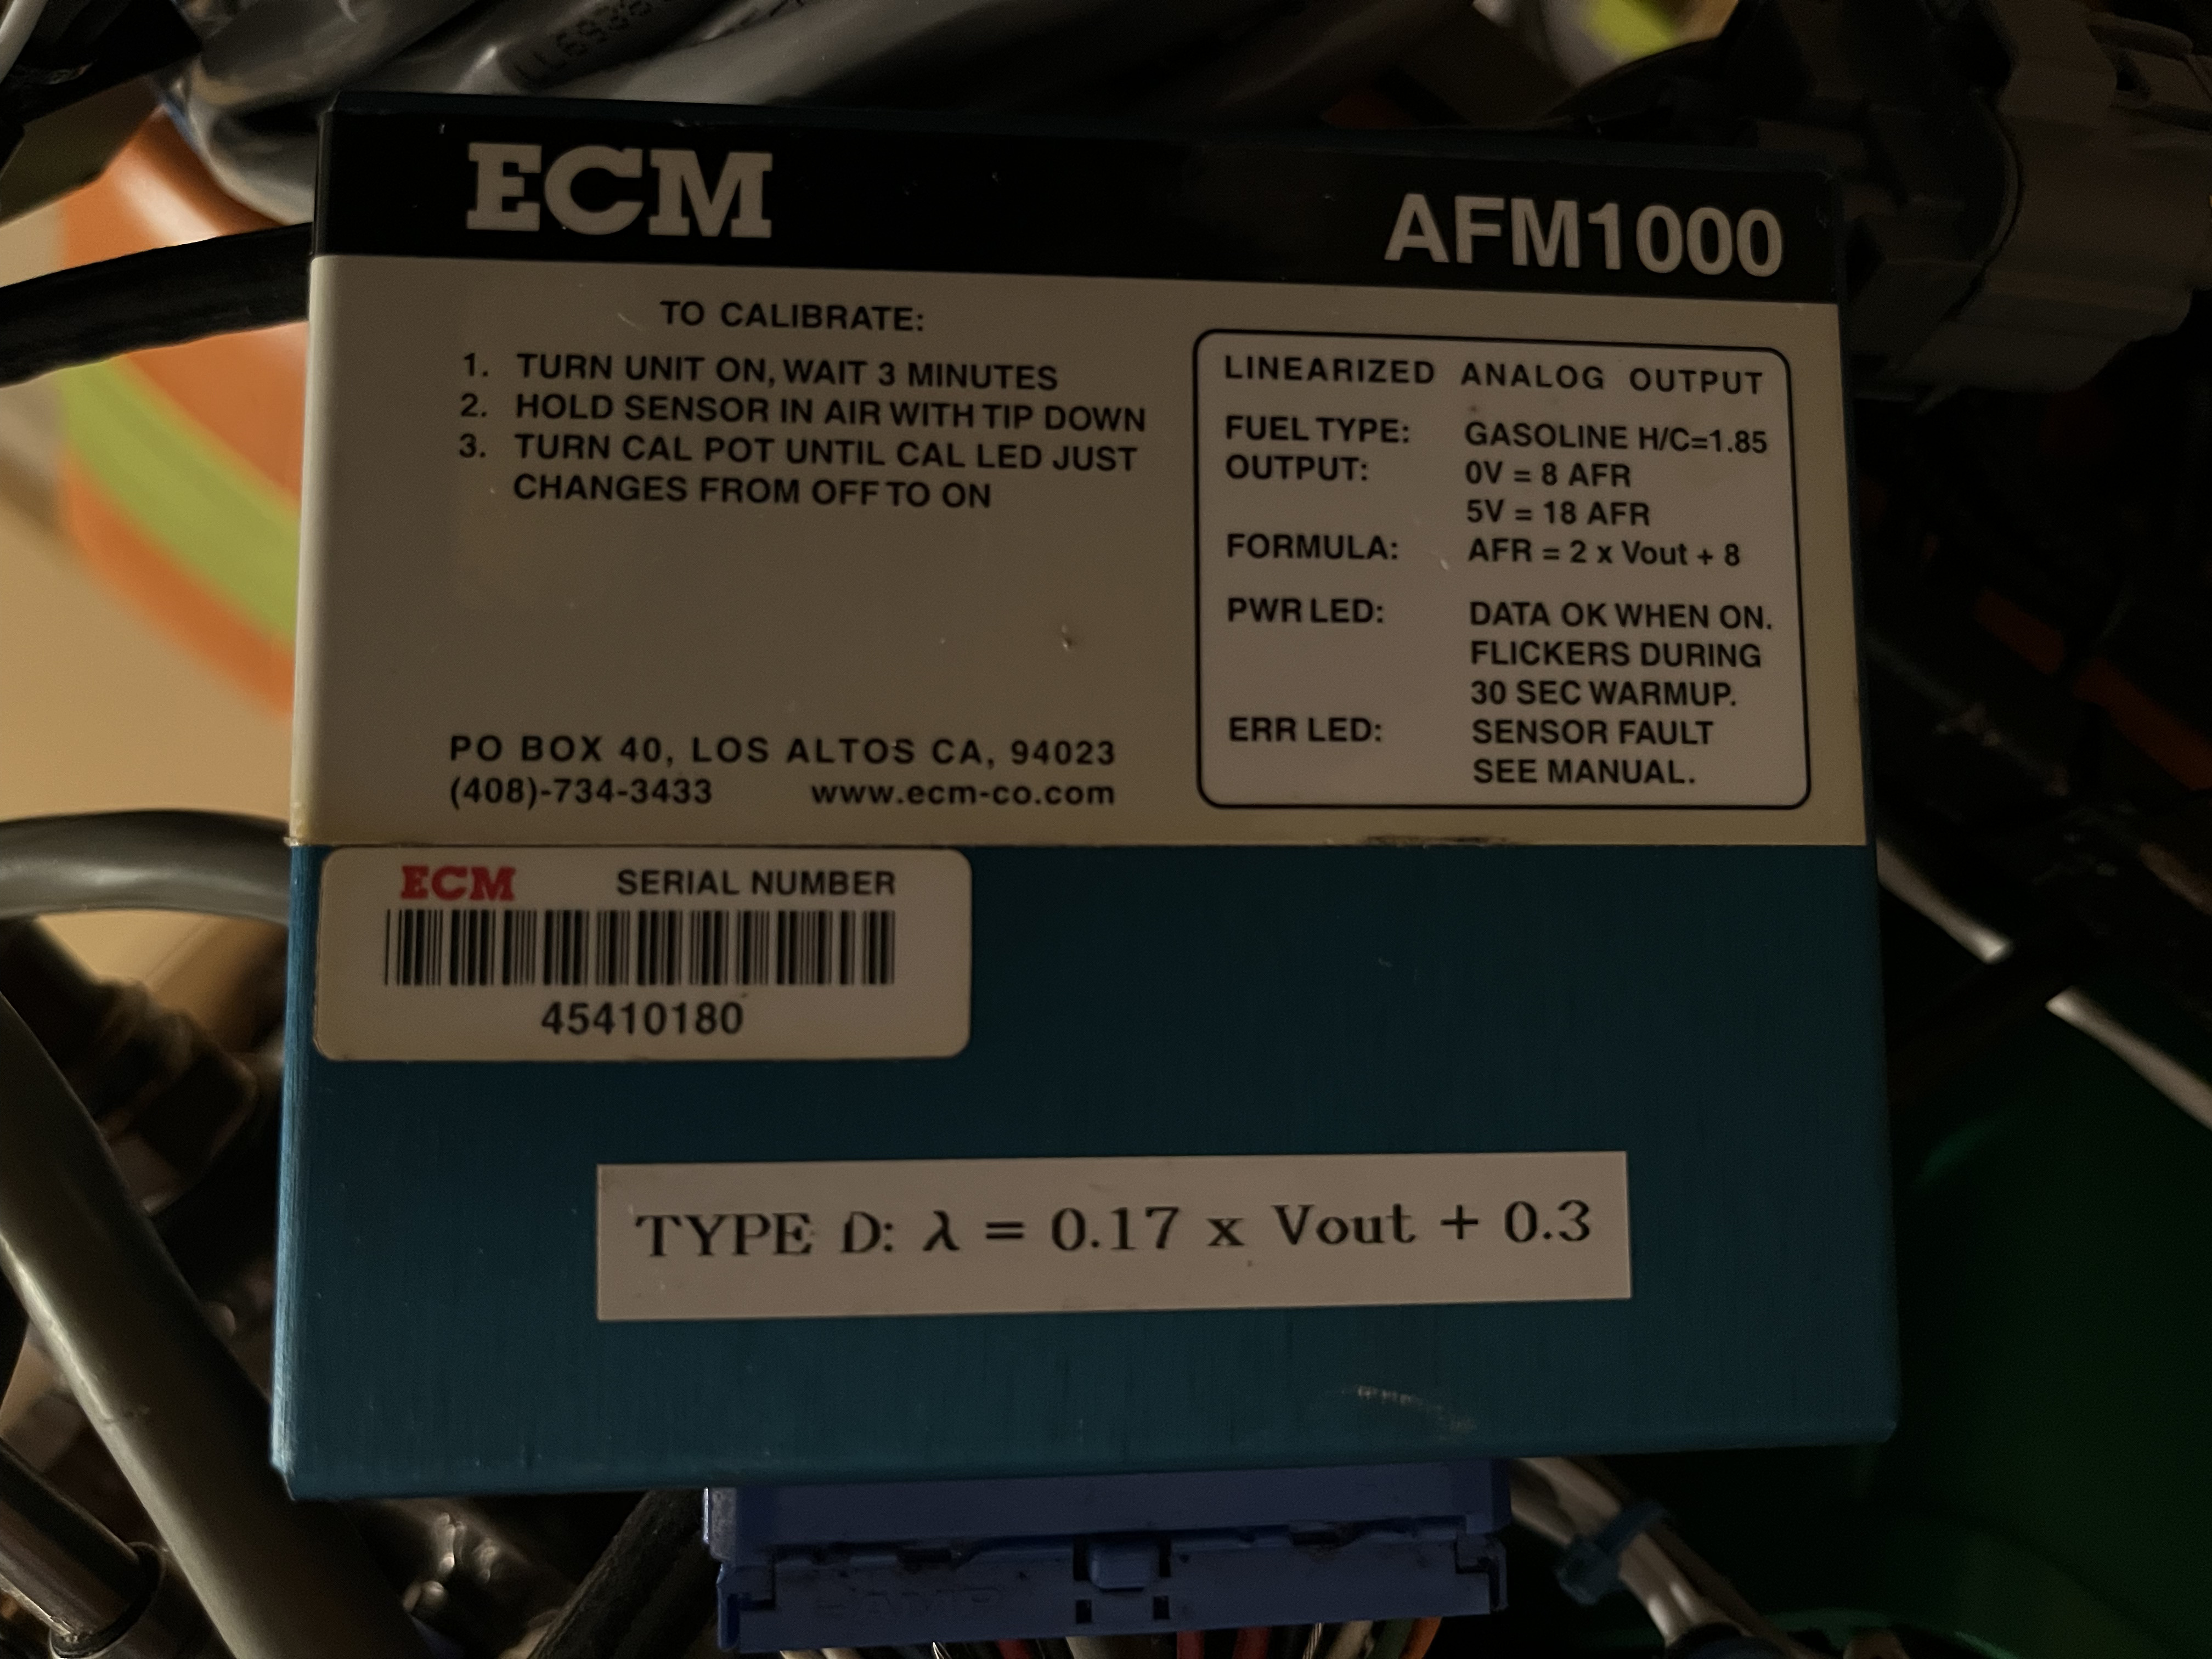 ECM
AFM1000
TO CALIBRATE:
1. TURN UNIT ON, WAIT 3 MINUTES
2. HOLD SENSOR IN AIR WITH TIP DOWN
3. TURN CAL POT UNTIL CAL LED JUST
CHANGES FROM OFF TO ON
PO BOX 40, LOS ALTOS CA, 94023
(408)-734-3433 www.ecm-co.com
LINEARIZED ANALOG OUTPUT
FUEL TYPE: GASOLINE H/C=1.85
OUTPUT: 0V = 8 AFR
5V = 18 AFR
FORMULA: AFR = 2 x Vout + 8
PWR LED: DATA OK WHEN ON.
FLICKERS DURING
30 SEC WARMUP.
ERR LED: SENSOR FAULT
SEE MANUAL.
ECM SERIAL NUMBER
45410180
TYPE D: λ = 0.17 x Vout + 0.3